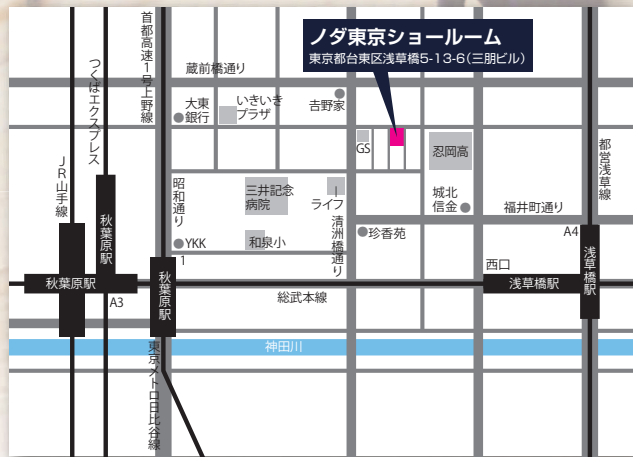 ノダ東京ショールーム
東京都台東区浅草橋5-13-6（三朋ビル）
首都高速1号上野線
つくばエクスプレス
JR山手線
蔵前橋通り
大東
銀行
いきいき
プラザ
吉野家
GS
忍岡高
都営浅草線
昭和通り
三井記念
病院
ライフ
清洲橋通り
城北
信金
福井町通り
YKK
和泉小
珍香苑
A4
西口
浅草橋駅
浅草橋駅
秋葉原駅
秋葉原駅
秋葉原駅
1
A3
総武本線
神田川
東京メトロ日比谷線